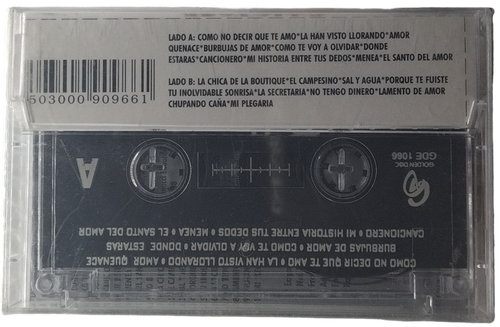 LADO A: COMO NO DECIR QUE TE AMO*LA HAN VISTO LLORANDO*AMOR
QUENACE*BURBUJAS DE AMOR*COMO TE VOY A OLVIDAR*DONDE
ESTARAS*CANCIONERO*MI HISTORIA ENTRE TUS DEDOS*MENEA*EL SANTO DEL AMOR
LADO B: LA CHICA DE LA BOUTIQUE*EL CAMPESINO*SAL Y AGUA*PORQUE TE FUISTE
TU INOLVIDABLE SONRISA*LA SECRETARIA*NO TENGO DINERO*LAMENTO DE AMOR
CHUPANDO CAÑA*MI PLEGARIA
503000 909661
A
GOLDEN DISC
GDE 1066
COMO NO DECIR QUE TE AMO • LA HAN VISTO LLORANDO • AMOR QUENACE
BURBUJAS DE AMOR • COMO TE VOY A OLVIDAR • DONDE ESTARAS
CANCIONERO • MI HISTORIA ENTRE TUS DEDOS • MENEA • EL SANTO DEL AMOR